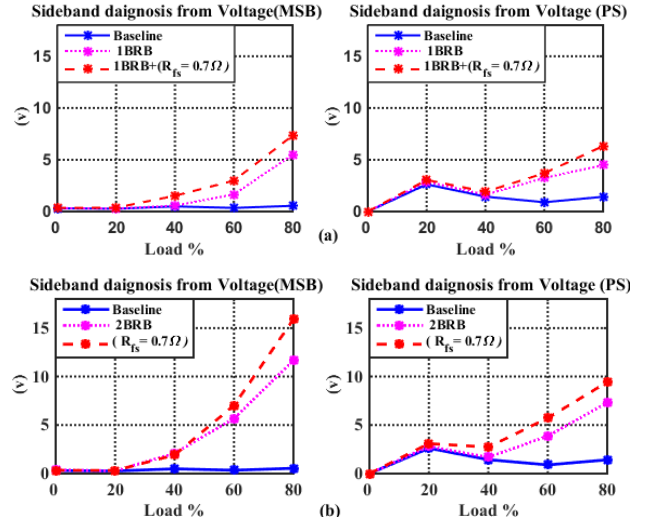 Sideband daignosis from Voltage(MSB)
Sideband daignosis from Voltage (PS)
Baseline
1BRB
1BRB+(R_fs = 0.7Ω)
Baseline
1BRB
1BRB+(R_fs = 0.7Ω)
(v)
15
10
5
0
0 20 40 60 80
Load %
(v)
15
10
5
0
0 20 40 60 80
Load %
(a)
Sideband daignosis from Voltage(MSB)
Sideband daignosis from Voltage (PS)
Baseline
2BRB
( R_fs = 0.7Ω)
Baseline
2BRB
( R_fs = 0.7Ω)
(v)
15
10
5
0
0 20 40 60 80
Load %
(v)
15
10
5
0
0 20 40 60 80
Load %
(b)